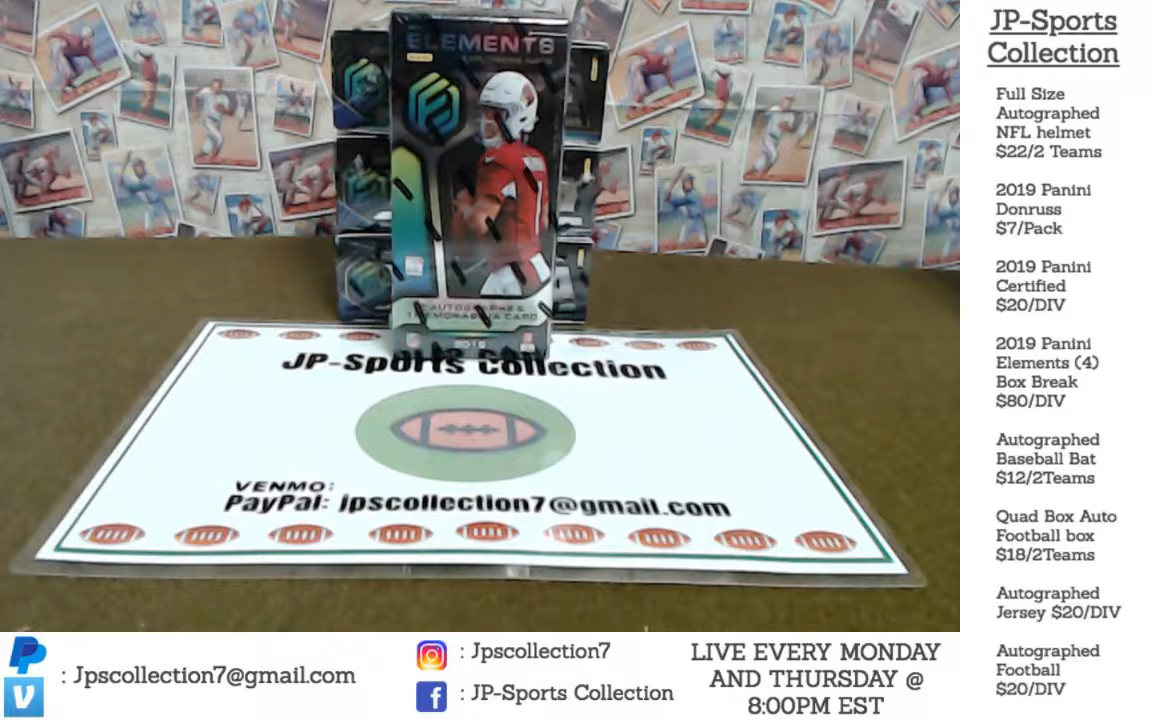 ELEMENTS
AUTOGRAPHS &
MEMORABILIA CARD
2019
JP-Sports Collection
VENMO:
PayPal: jpscollection7@gmail.com
: Jpscollection7@gmail.com
: Jpscollection7
: JP-Sports Collection
LIVE EVERY MONDAY
AND THURSDAY @
8:00PM EST
JP-Sports
Collection
Full Size
Autographed
NFL helmet
$22/2 Teams
2019 Panini
Donruss
$7/Pack
2019 Panini
Certified
$20/DIV
2019 Panini
Elements (4)
Box Break
$80/DIV
Autographed
Baseball Bat
$12/2Teams
Quad Box Auto
Football box
$18/2Teams
Autographed
Jersey $20/DIV
Autographed
Football
$20/DIV